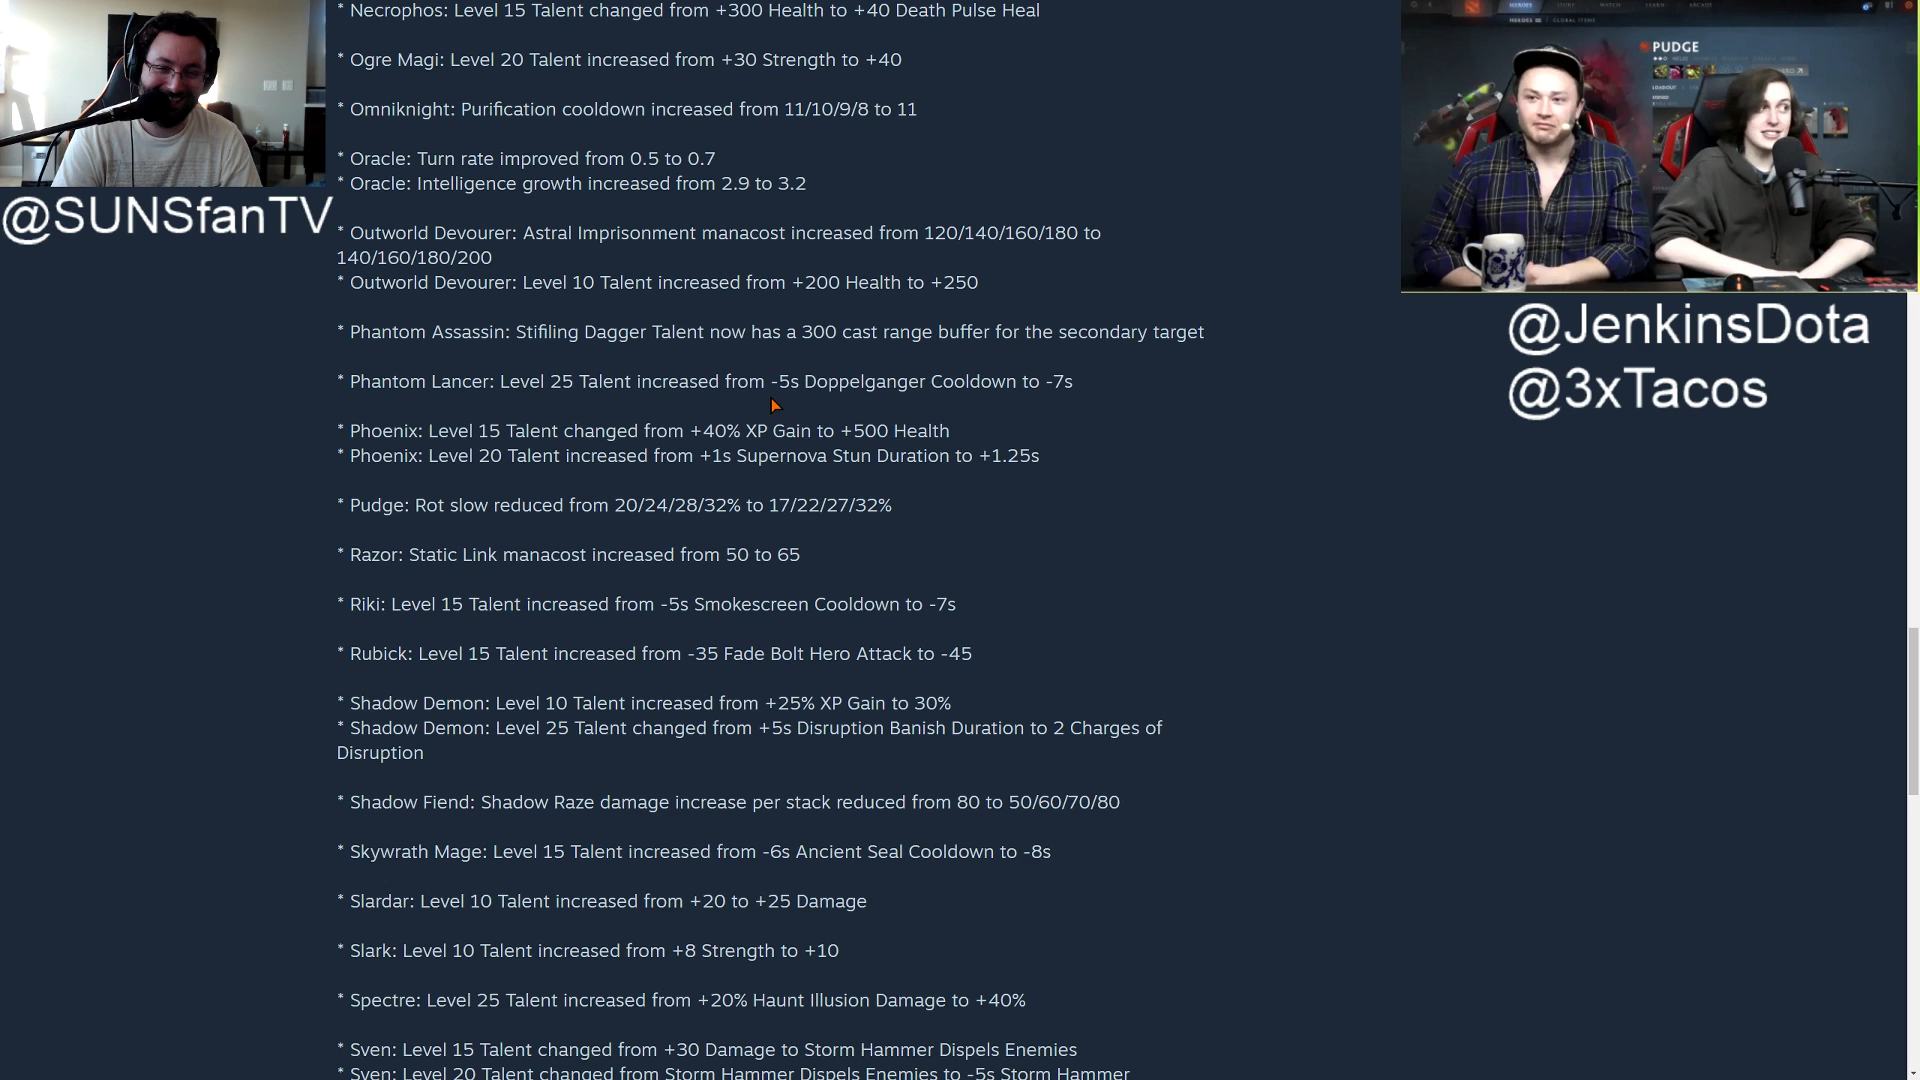 * Necrophos: Level 15 Talent changed from +300 Health to +40 Death Pulse Heal
* Ogre Magi: Level 20 Talent increased from +30 Strength to +40
* Omniknight: Purification cooldown increased from 11/10/9/8 to 11
* Oracle: Turn rate improved from 0.5 to 0.7
* Oracle: Intelligence growth increased from 2.9 to 3.2
* Outworld Devourer: Astral Imprisonment manacost increased from 120/140/160/180 to
140/160/180/200
* Outworld Devourer: Level 10 Talent increased from +200 Health to +250
* Phantom Assassin: Stifiling Dagger Talent now has a 300 cast range buffer for the secondary target
* Phantom Lancer: Level 25 Talent increased from -5s Doppelganger Cooldown to -7s
* Phoenix: Level 15 Talent changed from +40% XP Gain to +500 Health
* Phoenix: Level 20 Talent increased from +1s Supernova Stun Duration to +1.25s
* Pudge: Rot slow reduced from 20/24/28/32% to 17/22/27/32%
* Razor: Static Link manacost increased from 50 to 65
* Riki: Level 15 Talent increased from -5s Smokescreen Cooldown to -7s
* Rubick: Level 15 Talent increased from -35 Fade Bolt Hero Attack to -45
* Shadow Demon: Level 10 Talent increased from +25% XP Gain to 30%
* Shadow Demon: Level 25 Talent changed from +5s Disruption Banish Duration to 2 Charges of
Disruption
* Shadow Fiend: Shadow Raze damage increase per stack reduced from 80 to 50/60/70/80
* Skywrath Mage: Level 15 Talent increased from -6s Ancient Seal Cooldown to -8s
* Slardar: Level 10 Talent increased from +20 to +25 Damage
* Slark: Level 10 Talent increased from +8 Strength to +10
* Spectre: Level 25 Talent increased from +20% Haunt Illusion Damage to +40%
* Sven: Level 15 Talent changed from +30 Damage to Storm Hammer Dispels Enemies
* Sven: Level 20 Talent changed from Storm Hammer Dispels Enemies to -5s Storm Hammer
@SUNSfanTV
HEROES
GLOBAL ITEMS
PUDGE
LOADOUT
@JenkinsDota
@3xTacos